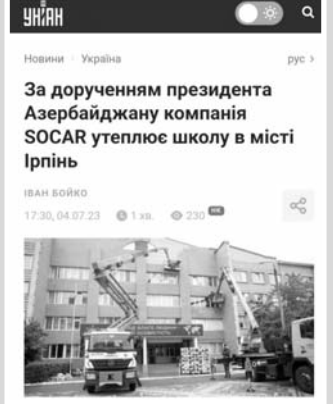 УНІАН
Новини · Україна
рус >
За дорученням президента
Азербайджану компанія
SOCAR утеплює школу в місті
Ірпінь
ІВАН БОЙКО
17:30, 04.07.23 1 хв. 230